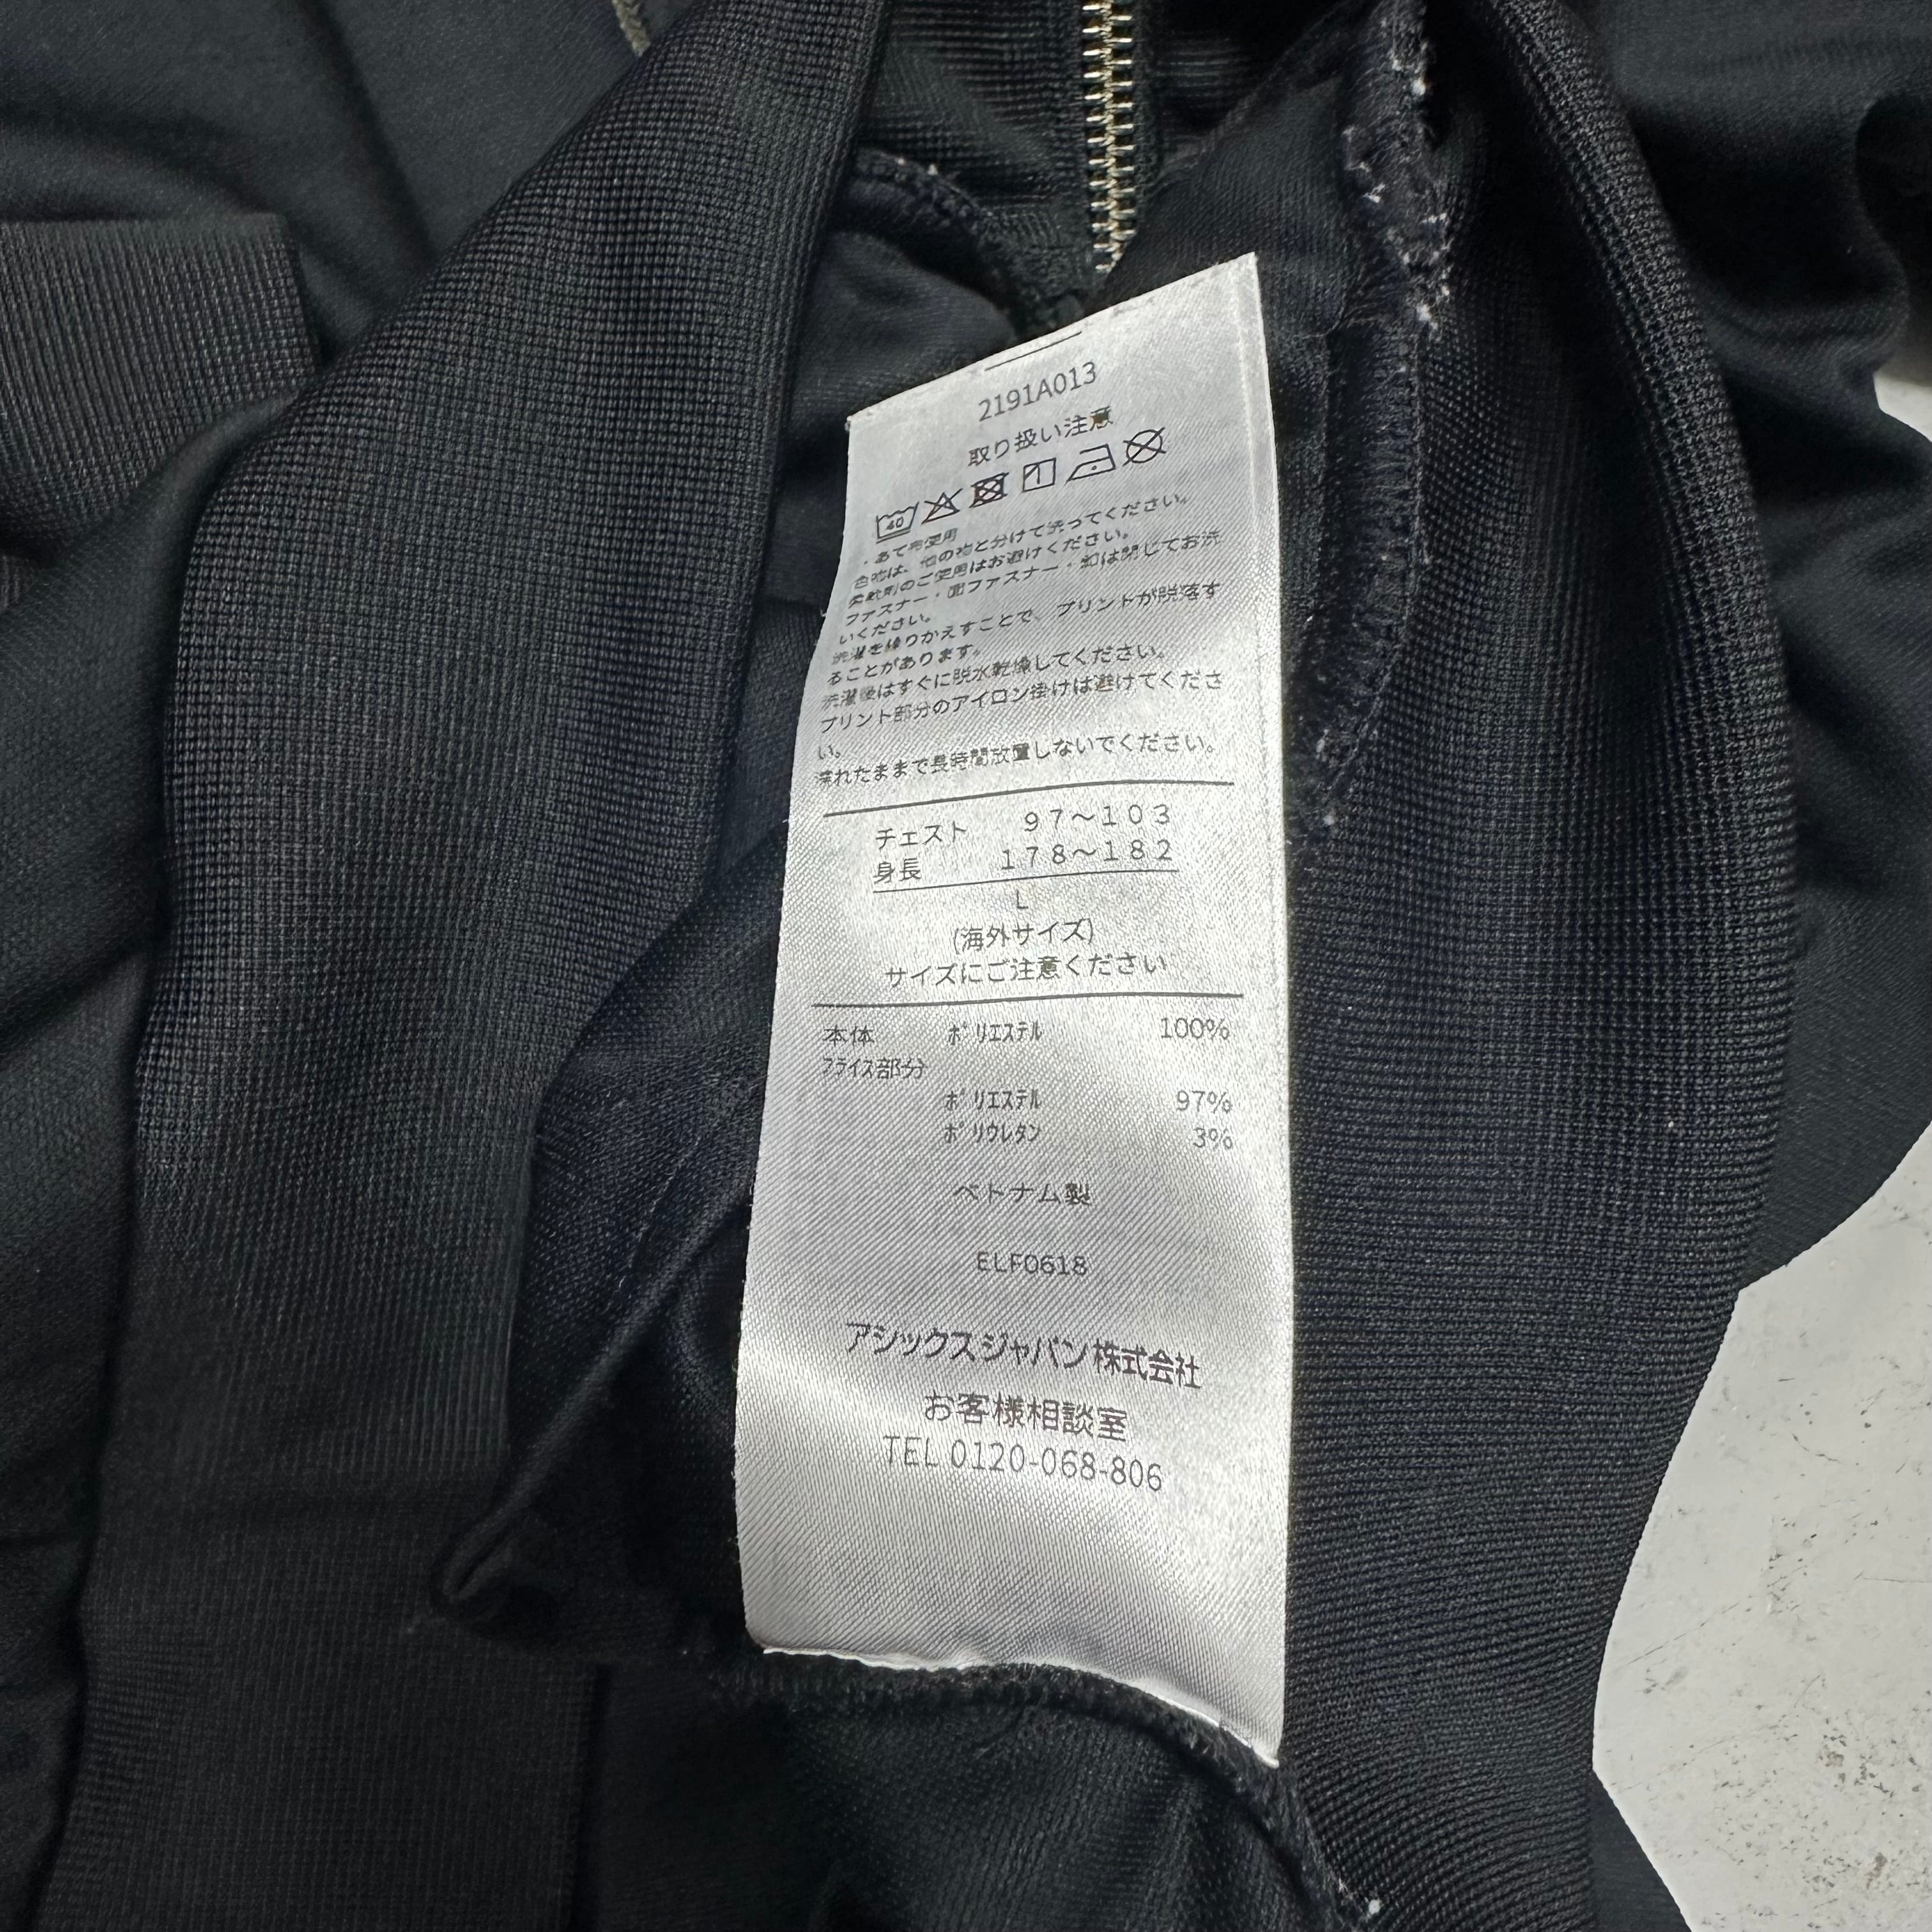 2191A013
取り扱い注意
40
・あて布使用
色物は、他の物と分けて洗ってください。
柔軟剤のご使用はお避けください。
ファスナー・面ファスナー・釦は閉じてお洗
いください。
洗濯を繰りかえすことで、プリントが脱落す
ることがあります。
洗濯後はすぐに脱水乾燥してください。
プリント部分のアイロン掛けは避けてくださ
い。
濡れたままで長時間放置しないでください。
チェスト 97〜103
身長 178〜182
L
(海外サイズ)
サイズにご注意ください
本体 ﾎﾟﾘｴｽﾃﾙ 100%
ﾌﾗｲｽ部分
ﾎﾟﾘｴｽﾃﾙ 97%
ﾎﾟﾘｳﾚﾀﾝ 3%
ベトナム製
ELF0618
アシックスジャパン株式会社
お客様相談室
TEL 0120-068-806